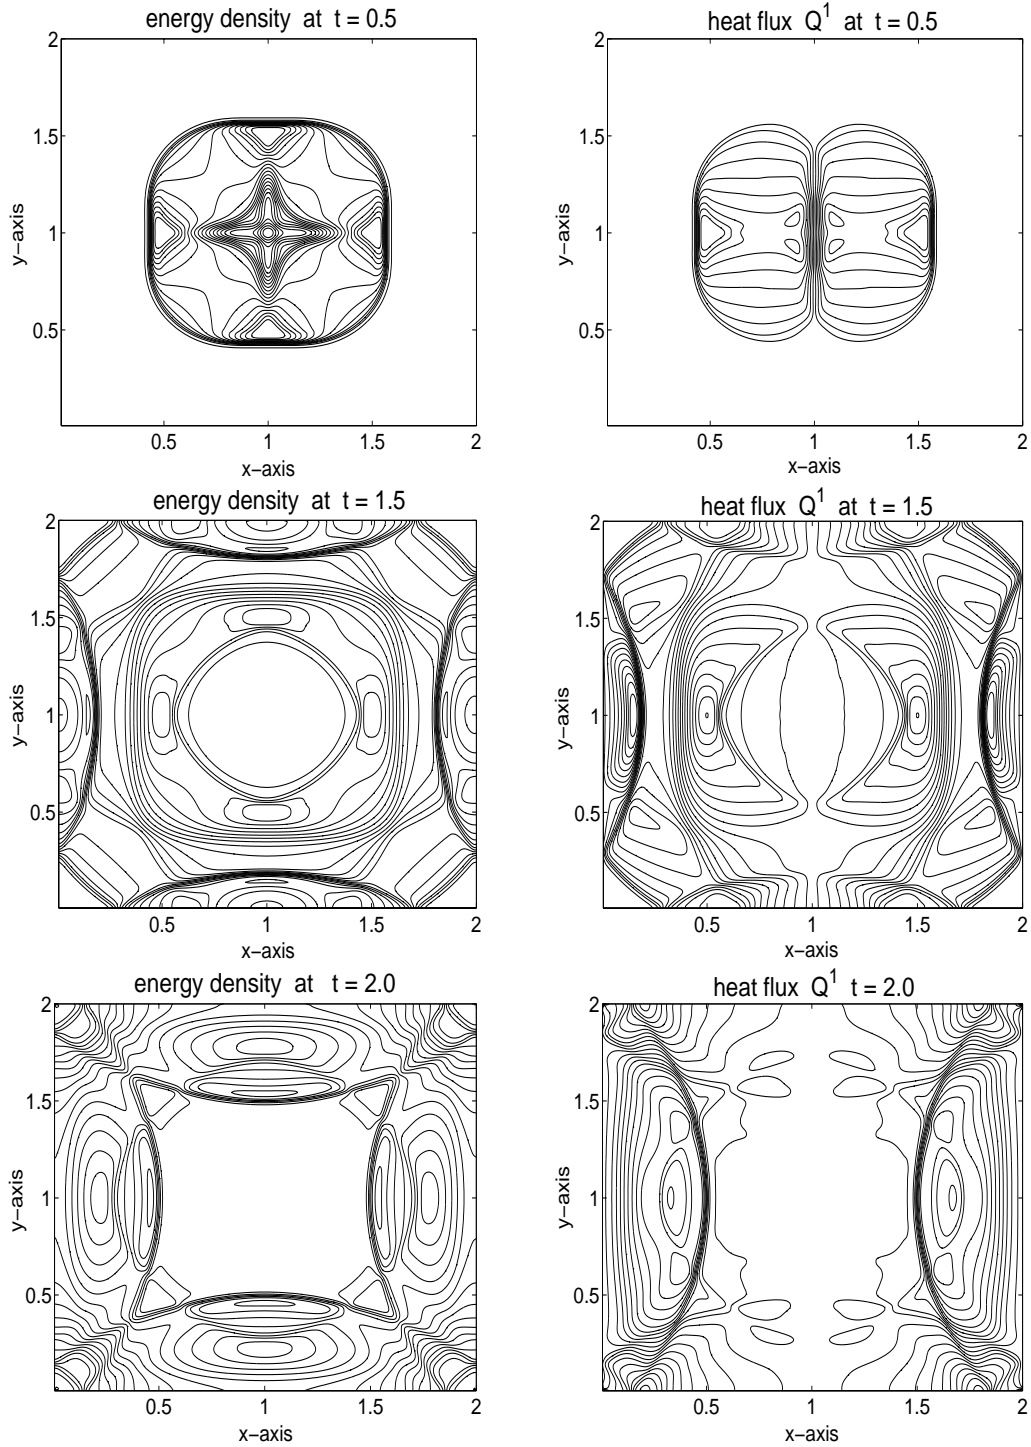 energy density at t = 0.5
2
1.5
1
0.5
y−axis
0.5 1 1.5 2
x−axis
heat flux Q1 at t = 0.5
2
1.5
1
0.5
y−axis
0.5 1 1.5 2
x−axis
energy density at t = 1.5
2
1.5
1
0.5
y−axis
0.5 1 1.5 2
x−axis
heat flux Q1 at t = 1.5
2
1.5
1
0.5
y−axis
0.5 1 1.5 2
x−axis
energy density at t = 2.0
2
1.5
1
0.5
y−axis
0.5 1 1.5 2
x−axis
heat flux Q1 t = 2.0
2
1.5
1
0.5
y−axis
0.5 1 1.5 2
x−axis